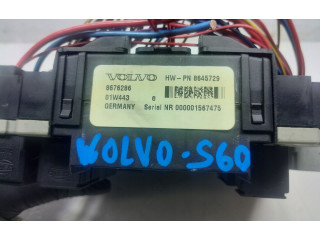 VOLVO HW-PN 8645729
8676286
01W443 6
GERMANY Serial NR 000001567475
VOLVO-S60